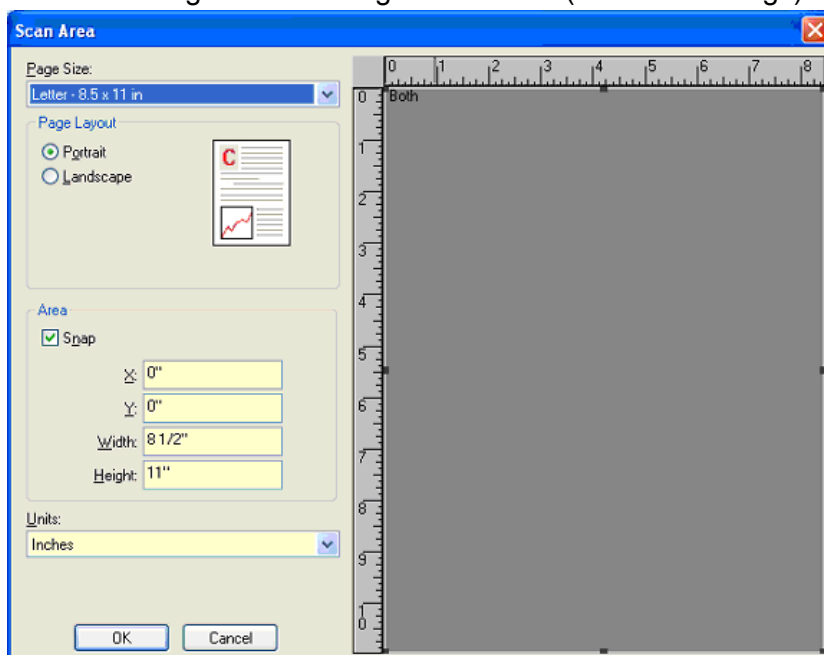 Scan Area
Page Size:
Letter - 8.5 x 11 in
Page Layout
Portrait
Landscape
C
Area
Snap
X: 0"
Y: 0"
Width: 8 1/2"
Height: 11"
Units:
Inches
OK Cancel
0 1 2 3 4 5 6 7 8
Both
0
1
2
3
4
5
6
7
8
9
10